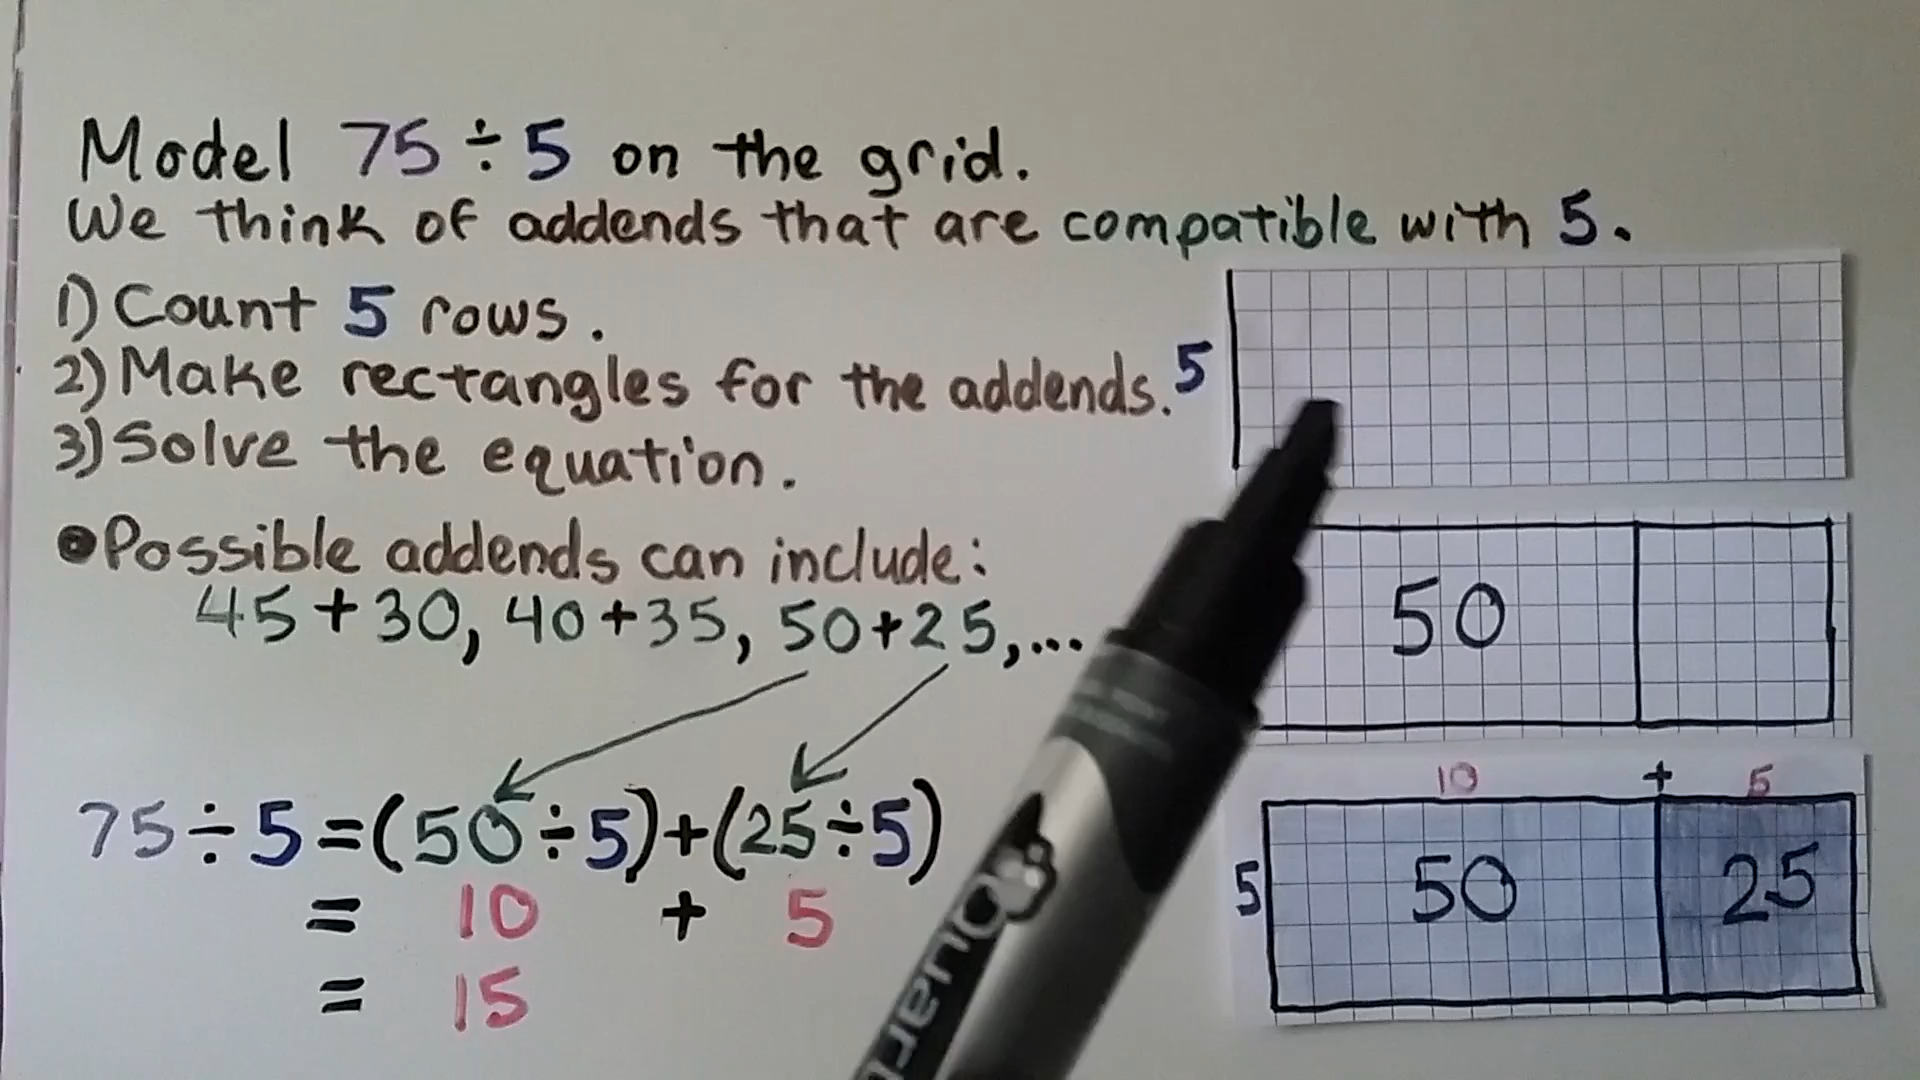 Model 75÷5 on the grid.
We think of addends that are compatible with 5.
1) Count 5 rows.
2) Make rectangles for the addends.
3) Solve the equation.
•Possible addends can include:
45+30, 40+35, 50+25,...
75÷5=(50÷5)+(25÷5)
= 10 + 5
= 15
5
50
10 + 5
5 50 25